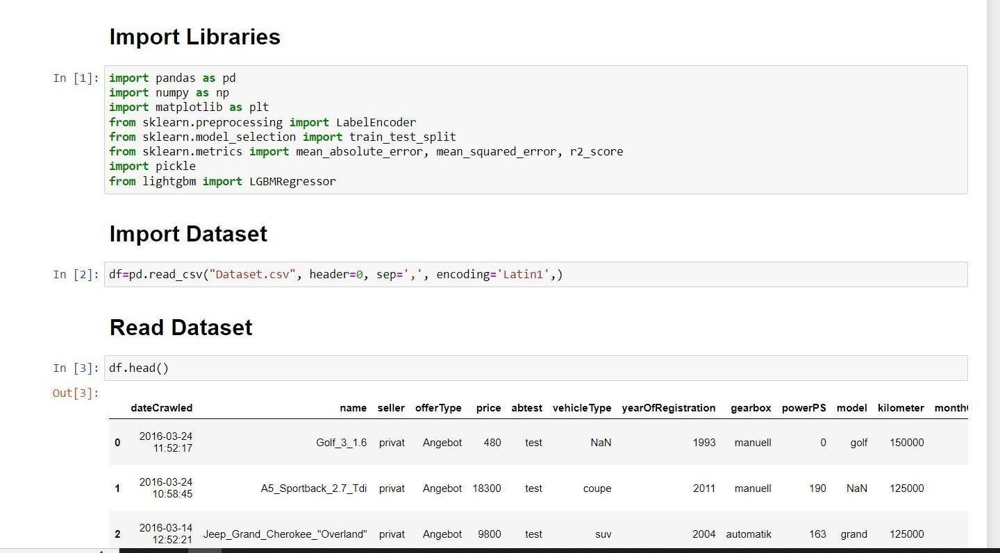 Import Libraries
In [1]:
import pandas as pd
import numpy as np
import matplotlib as plt
from sklearn.preprocessing import LabelEncoder
from sklearn.model_selection import train_test_split
from sklearn.metrics import mean_absolute_error, mean_squared_error, r2_score
import pickle
from lightgbm import LGBMRegressor
Import Dataset
In [2]: df=pd.read_csv("Dataset.csv", header=0, sep=',', encoding='Latin1',)
Read Dataset
In [3]: df.head()
Out[3]:
dateCrawled name seller offerType price abtest vehicleType yearOfRegistration gearbox powerPS model kilometer month
0 2016-03-24 11:52:17 Golf_3_1.6 privat Angebot 480 test NaN 1993 manuell 0 golf 150000
1 2016-03-24 10:58:45 A5_Sportback_2.7_Tdi privat Angebot 18300 test coupe 2011 manuell 190 NaN 125000
2 2016-03-14 12:52:21 Jeep_Grand_Cherokee_"Overland" privat Angebot 9800 test suv 2004 automatik 163 grand 125000